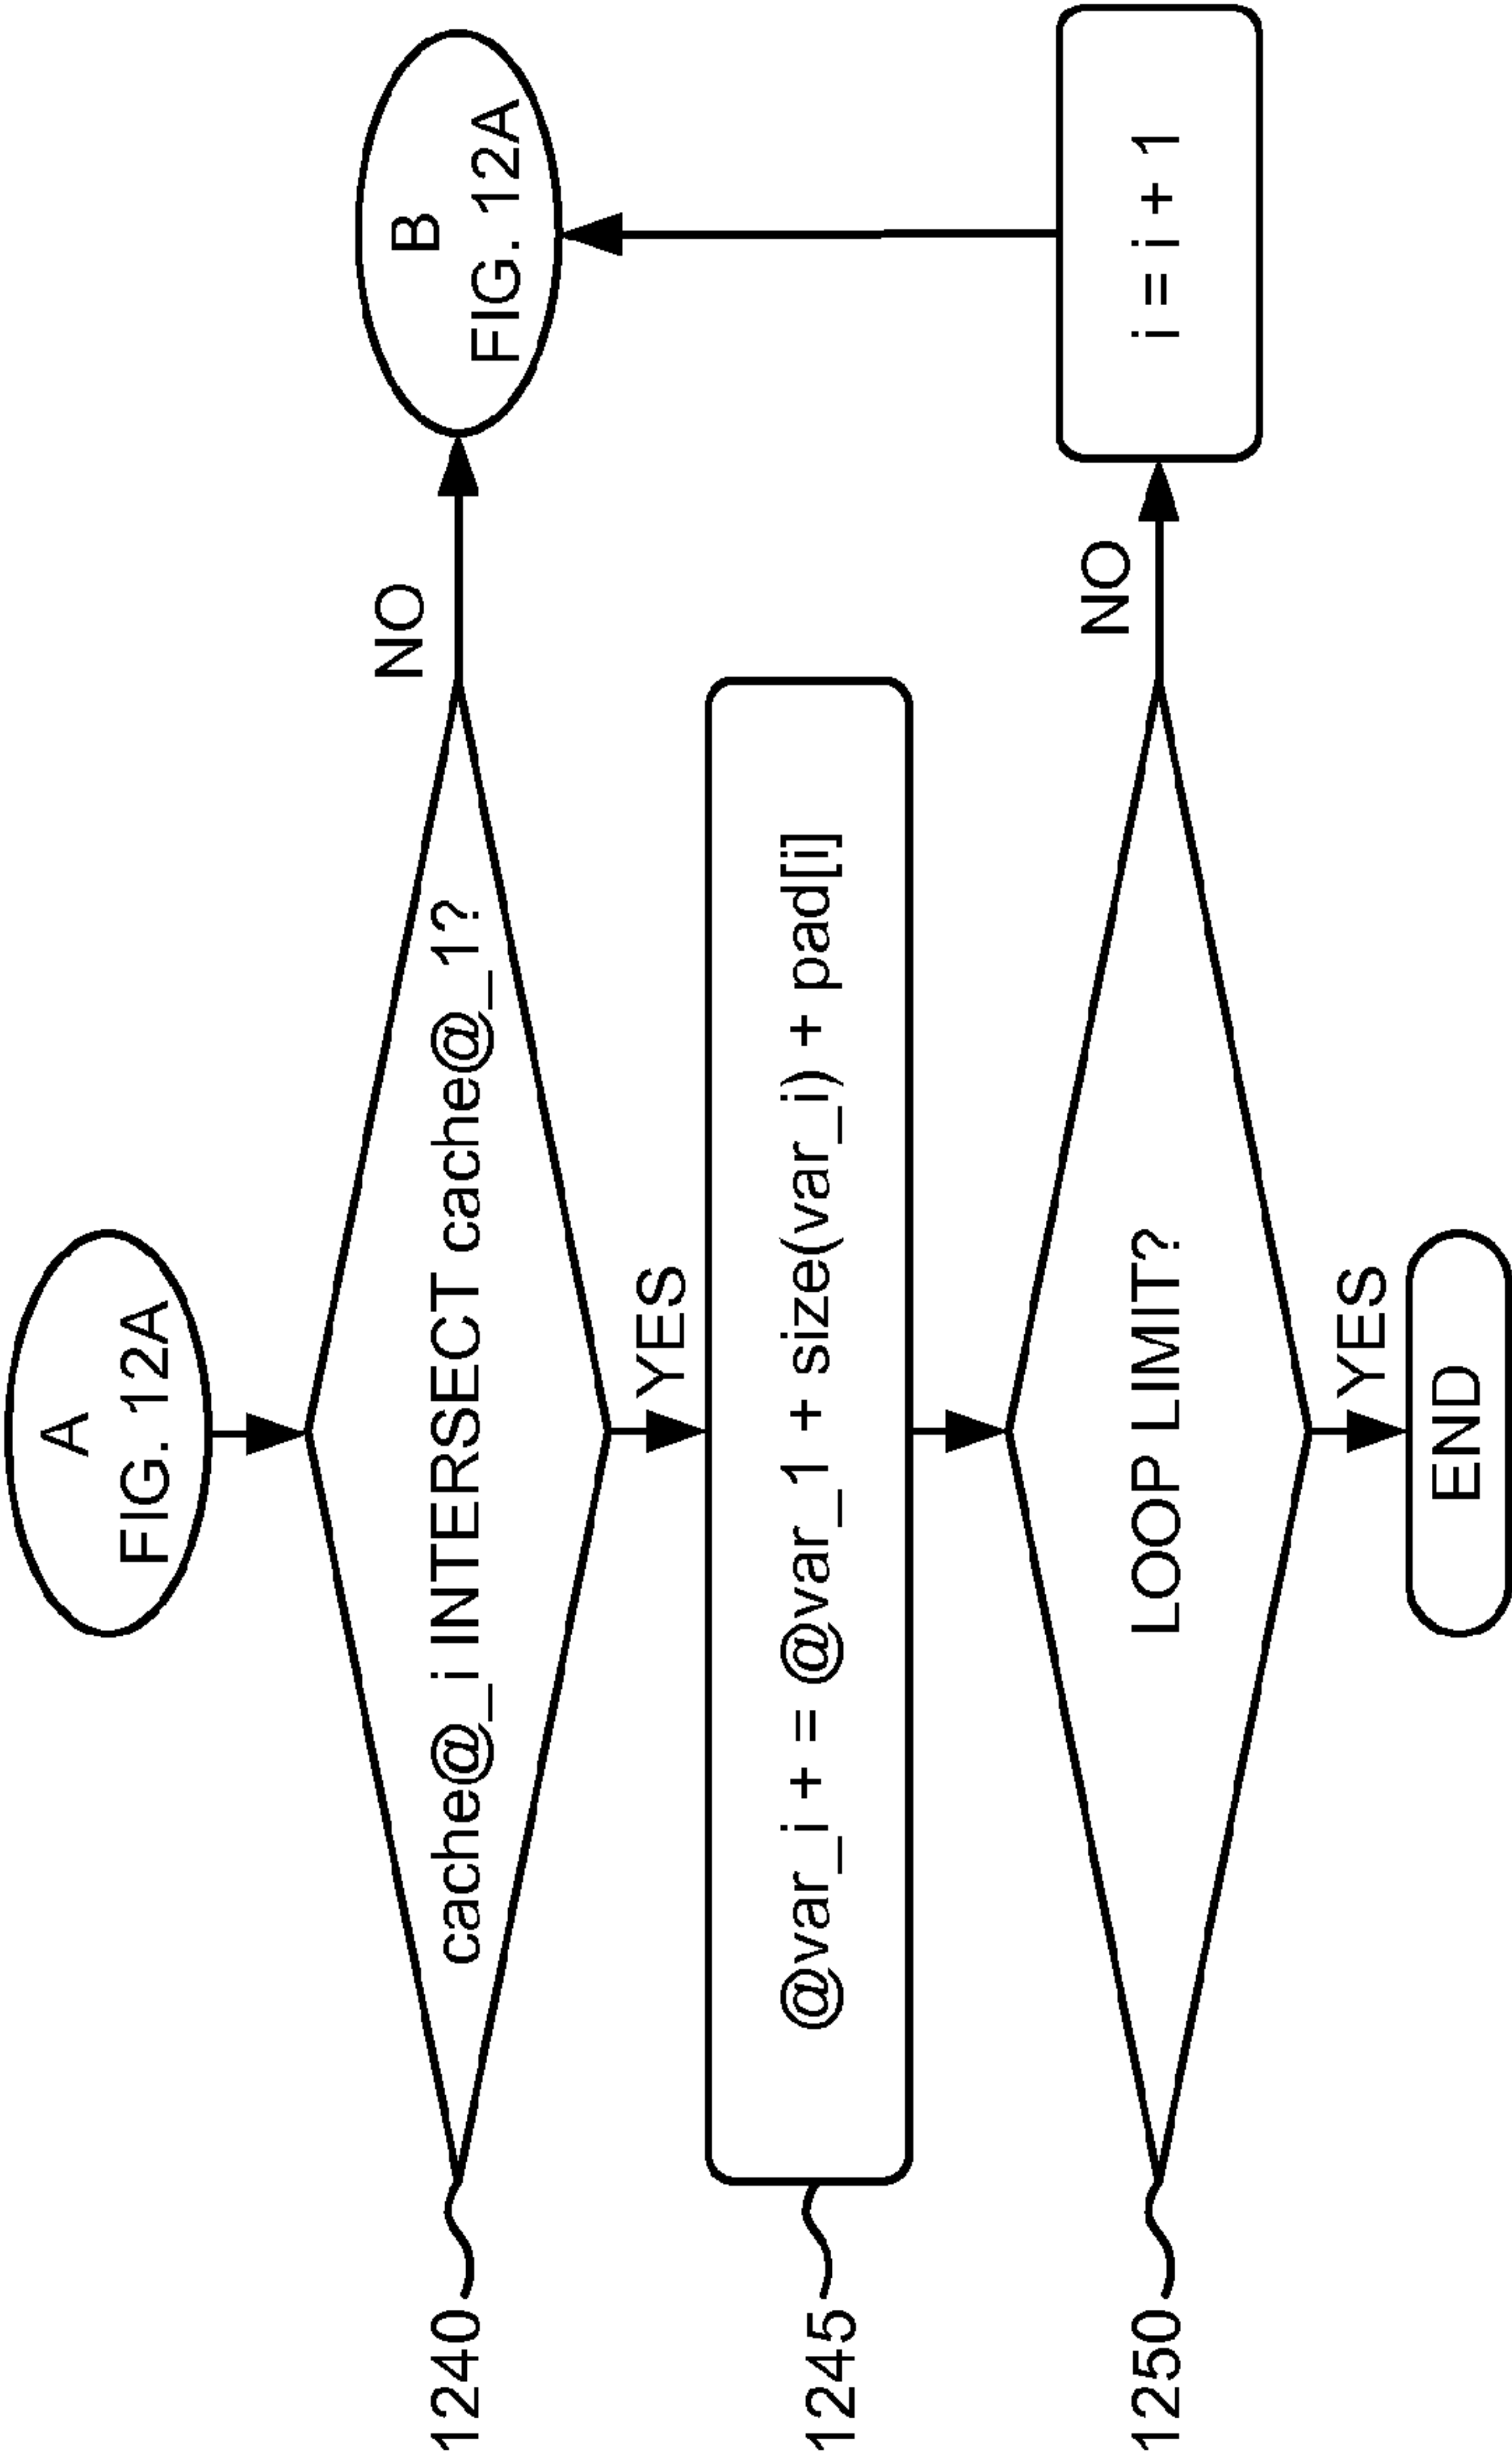 A
FIG. 12A
1240
cache@_i INTERSECT cache@_1?
NO
B
FIG. 12A
YES
1245
@var_i + = @var_1 + size(var_i) + pad[i]
1250
LOOP LIMIT?
NO
i = i + 1
YES
END